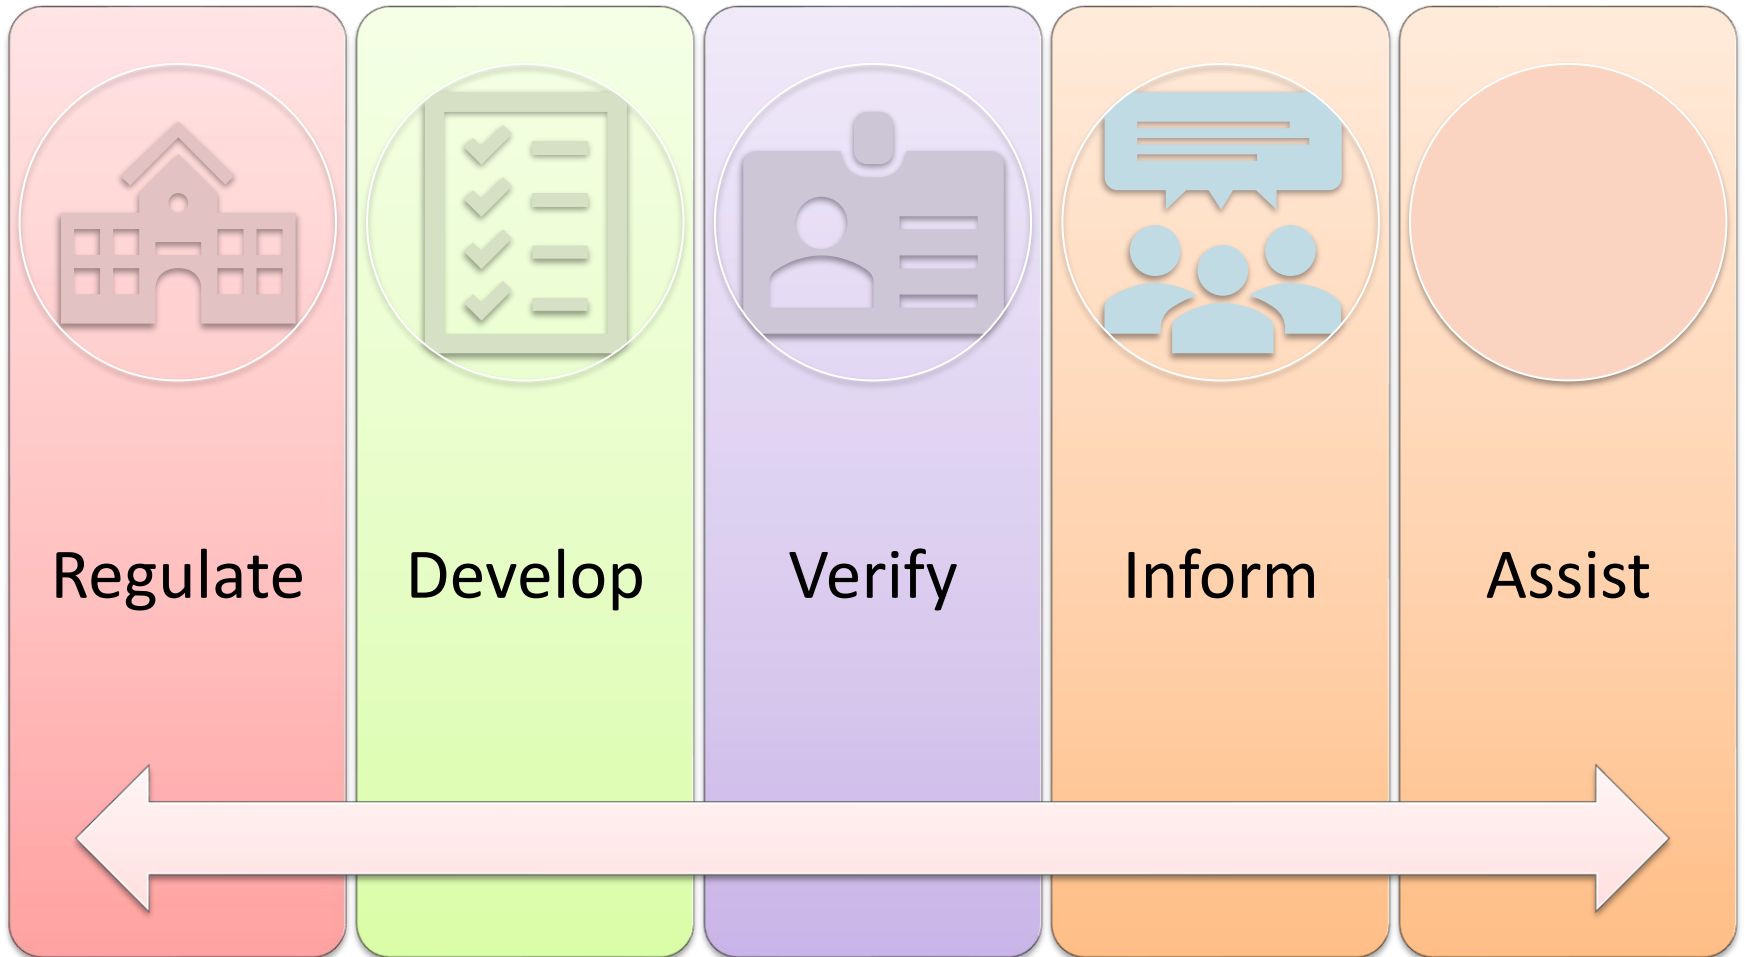 Regulate
Develop
Verify
Inform
Assist